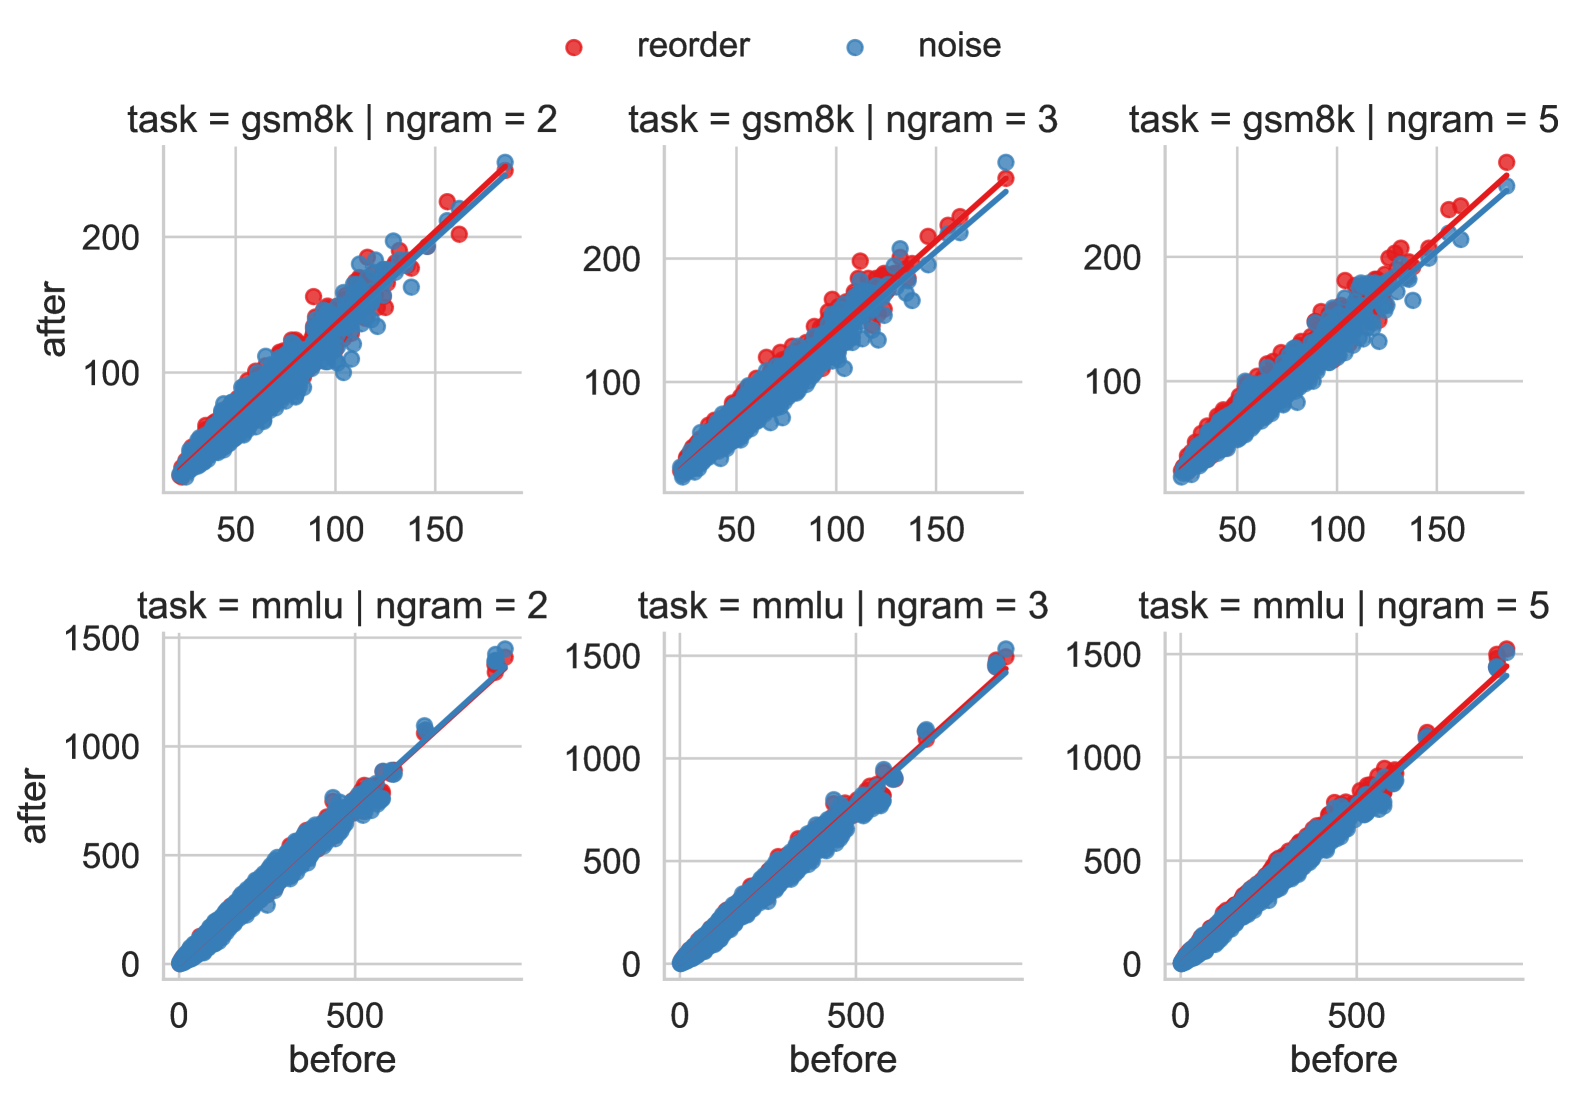 reorder noise
task = gsm8k | ngram = 2 task = gsm8k | ngram = 3 task = gsm8k | ngram = 5
after
200
100
50 100 150
200
100
50 100 150
200
100
50 100 150
task = mmlu | ngram = 2 task = mmlu | ngram = 3 task = mmlu | ngram = 5
after
1500
1000
500
0
0 500
before
1500
1000
500
0
0 500
before
1500
1000
500
0
0 500
before